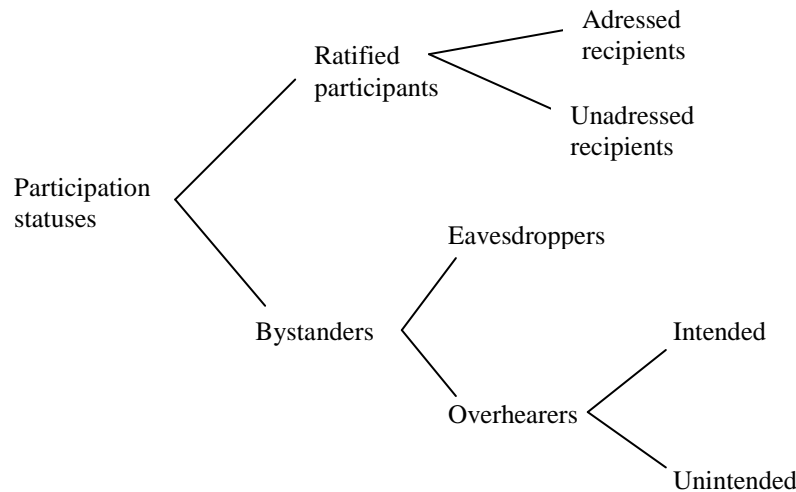 Adressed
recipients
Ratified
participants
Unadressed
recipients
Participation
statuses
Eavesdroppers
Bystanders
Intended
Overhearers
Unintended